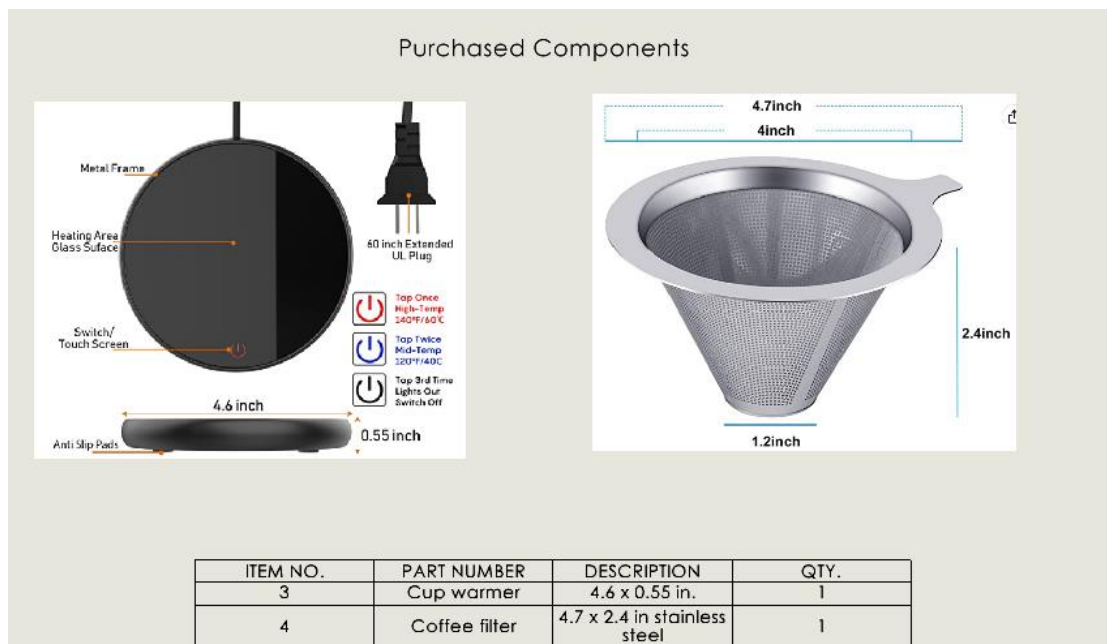 Purchased Components
Metal Frame
Heating Area
Glass Suface
Switch/
Touch Screen
60 inch Extended
UL Plug
Tap Once
High-Temp
140°F/60℃
Tap Twice
Mid-Temp
120°F/40C
Tap 3rd Time
Lights Out
Switch Off
4.6 inch
0.55 inch
Anti Slip Pads
4.7inch
4inch
2.4inch
1.2inch
ITEM NO. PART NUMBER DESCRIPTION QTY.
3 Cup warmer 4.6 x 0.55 in. 1
4 Coffee filter 4.7 x 2.4 in stainless steel 1